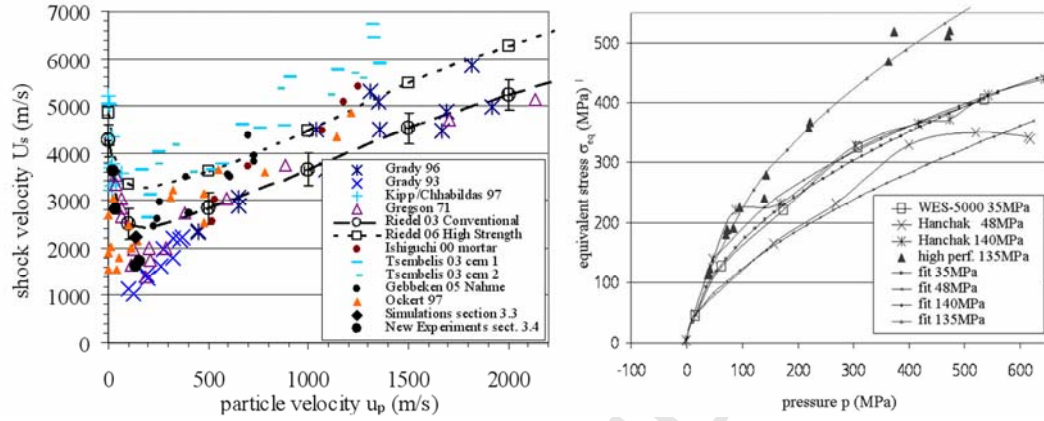 7000
6000
5000
4000
3000
2000
1000
0
shock velocity Us (m/s)
0
500
1000
1500
2000
particle velocity up (m/s)
Grady 96
Grady 93
Kipp/Chhabildas 97
Gregson 71
Riedel 03 Conventional
Riedel 06 High Strength
Ishiguchi 00 mortar
Tsembelis 03 cem 1
Tsembelis 03 cem 2
Gebbeken 05 Nahme
Ockert 97
Simulations section 3.3
New Experiments sect. 3.4
500
400
300
200
100
0
equivalent stress σeq (MPa)
-100
0
100
200
300
400
500
600
pressure p (MPa)
WES-5000 35MPa
Hanchak 48MPa
Hanchak 140MPa
high perf. 135MPa
fit 35MPa
fit 48MPa
fit 140MPa
fit 135MPa